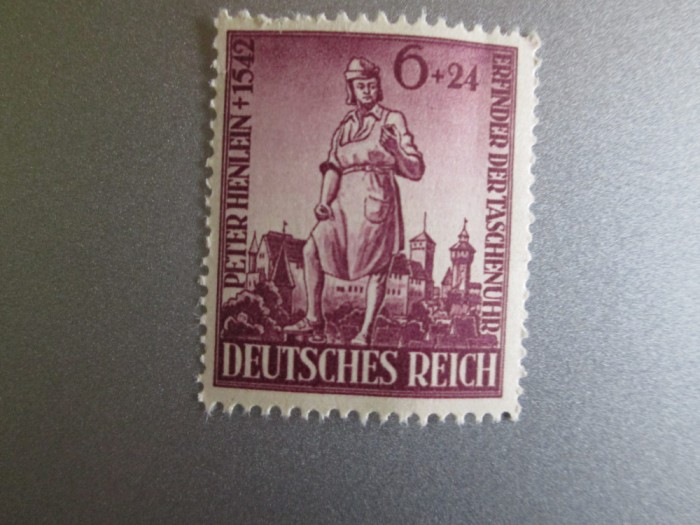 PETER HENLEIN + 1542
6+24
ERFINDER DER TASCHENUHR
DEUTSCHES REICH